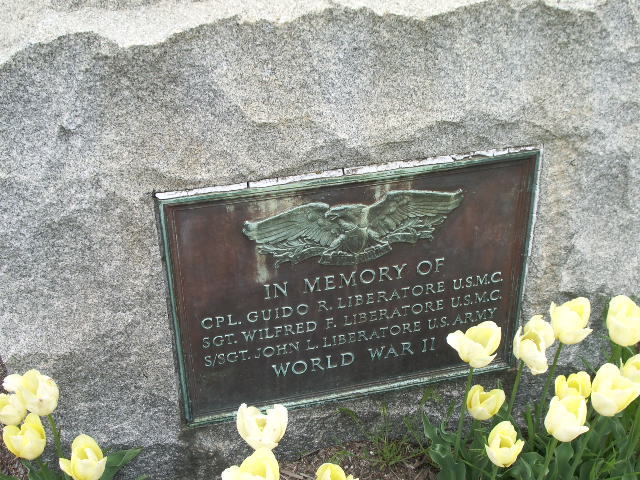 IN MEMORY OF
CPL. GUIDO R. LIBERATORE U.S.M.C.
SGT. WILFRED F. LIBERATORE U.S.M.C.
S/SGT. JOHN L. LIBERATORE U.S. ARMY
WORLD WAR II